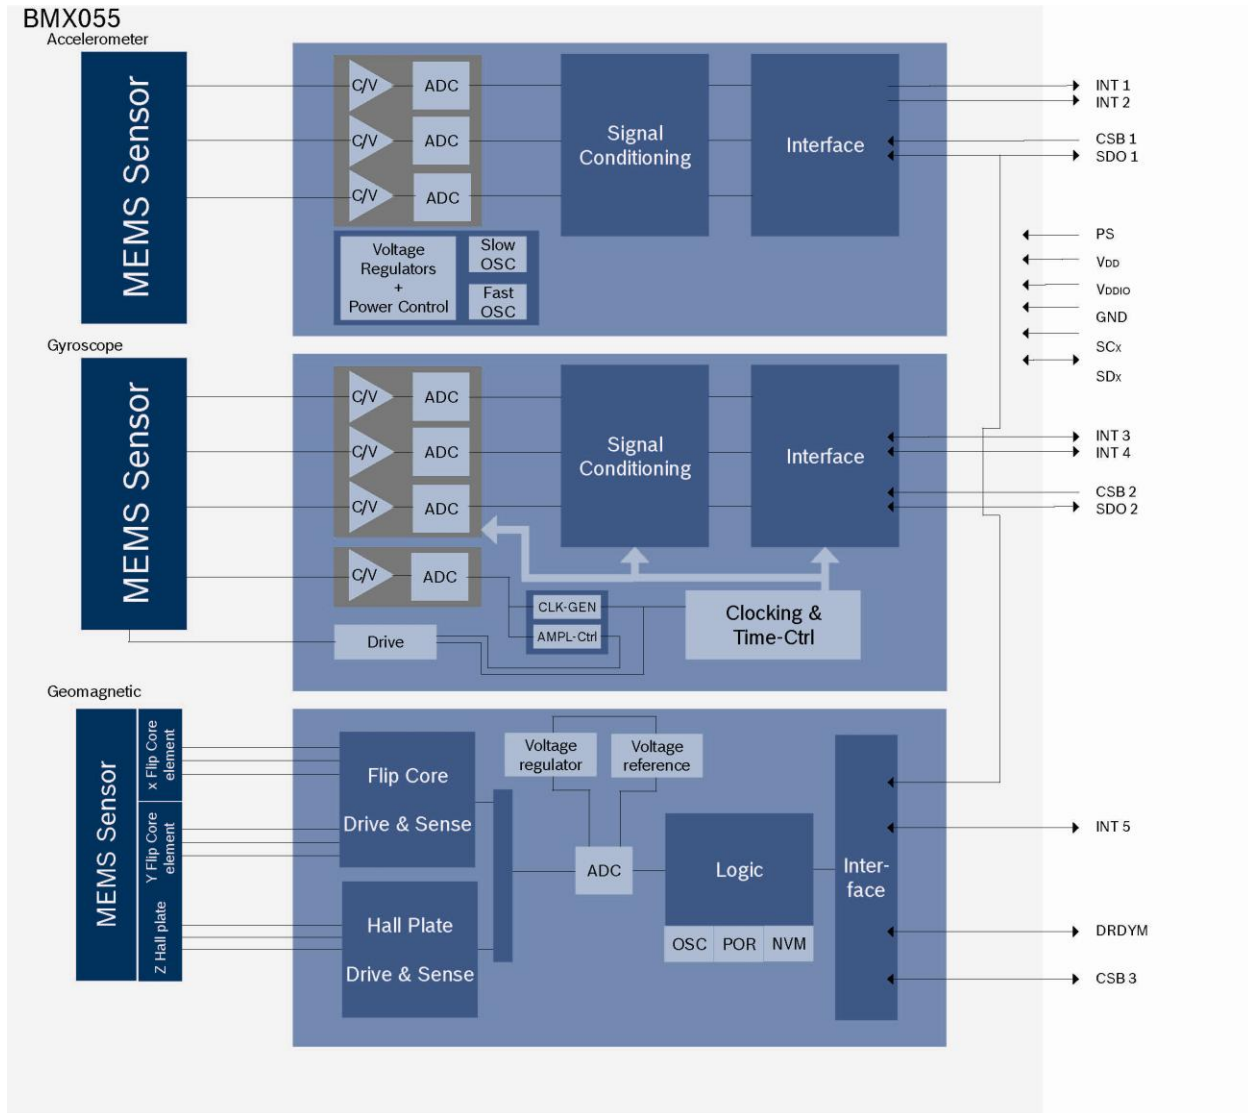 BMX055
Accelerometer
MEMS Sensor
C/V
ADC
C/V
ADC
C/V
ADC
Signal
Conditioning
Interface
Voltage
Regulators
+
Power Control
Slow
OSC
Fast
OSC
INT 1
INT 2
CSB 1
SDO 1
PS
VDD
VDDIO
GND
SCx
SDx
Gyroscope
MEMS Sensor
C/V
ADC
C/V
ADC
C/V
ADC
C/V
ADC
Signal
Conditioning
Interface
Drive
CLK-GEN
AMPL-Ctrl
Clocking &
Time-Ctrl
INT 3
INT 4
CSB 2
SDO 2
Geomagnetic
MEMS Sensor
x Flip Core
element
Y Flip Core
element
Z Hall plate
Flip Core
Drive & Sense
Hall Plate
Drive & Sense
Voltage
regulator
Voltage
reference
ADC
Logic
OSC
POR
NVM
Inter-
face
INT 5
DRDYM
CSB 3